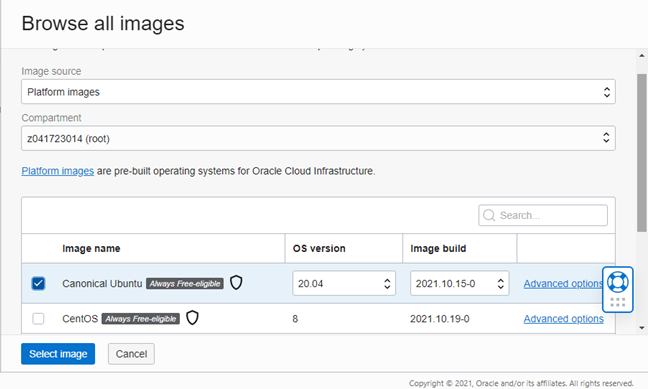 Browse all images
Image source
Platform images
Compartment
z041723014 (root)
Platform images are pre-built operating systems for Oracle Cloud Infrastructure.
Search...
Image name OS version Image build
Canonical Ubuntu Always Free-eligible 20.04 2021.10.15-0 Advanced options
CentOS Always Free-eligible 8 2021.10.19-0 Advanced options
Select image Cancel
Copyright © 2021, Oracle and/or its affiliates. All rights reserved.